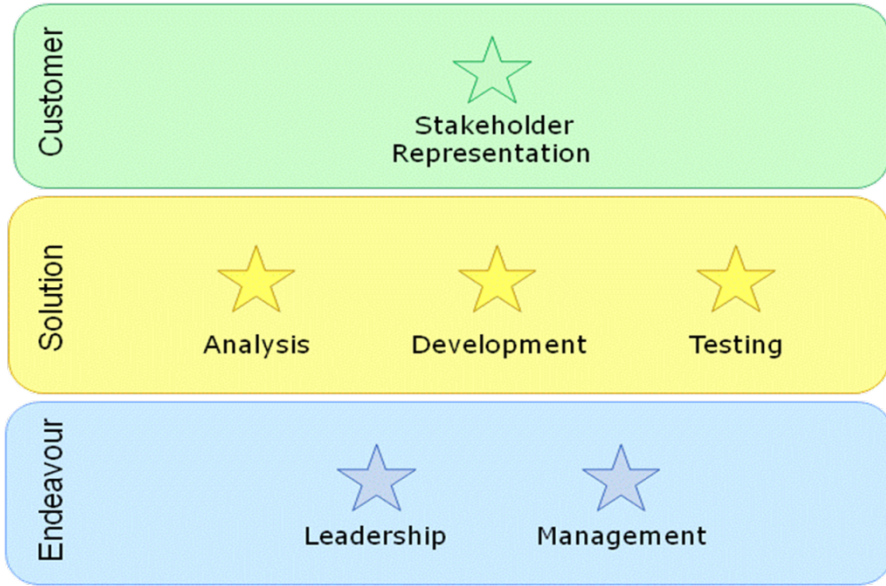 Customer
Stakeholder
Representation
Solution
Analysis
Development
Testing
Endeavour
Leadership
Management